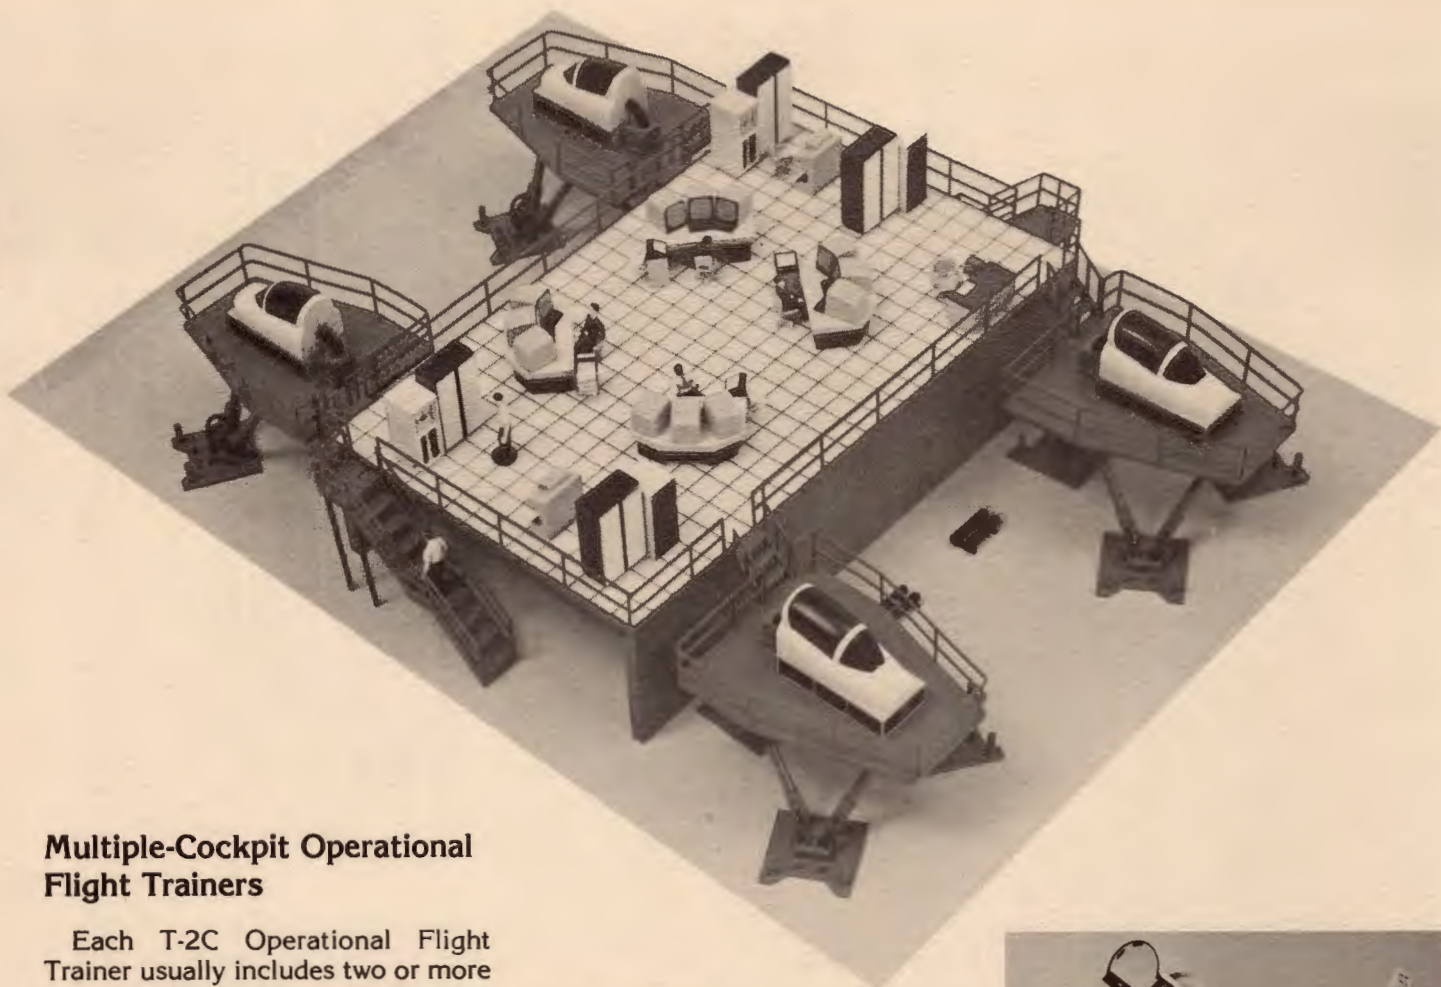 Multiple-Cockpit Operational
Flight Trainers
Each T-2C Operational Flight
Trainer usually includes two or more